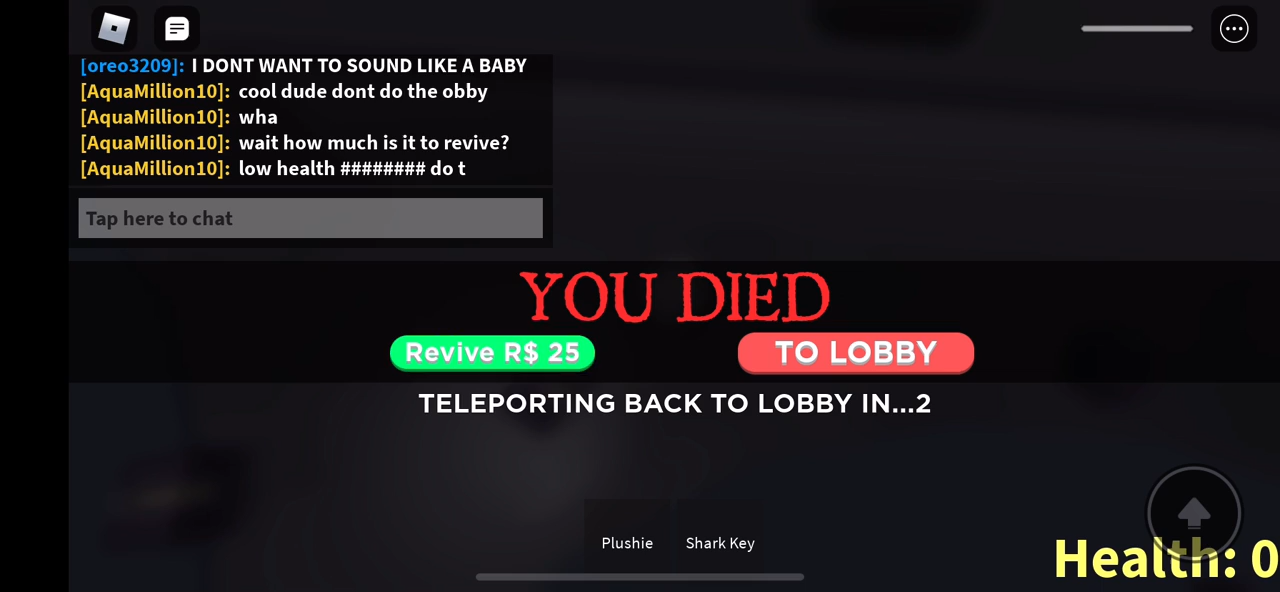 [oreo3209]: I DONT WANT TO SOUND LIKE A BABY
[AquaMillion10]: cool dude dont do the obby
[AquaMillion10]: wha
[AquaMillion10]: wait how much is it to revive?
[AquaMillion10]: low health ######## do t
Tap here to chat
YOU DIED
Revive R$ 25
TO LOBBY
TELEPORTING BACK TO LOBBY IN...2
Plushie
Shark Key
Health: 0